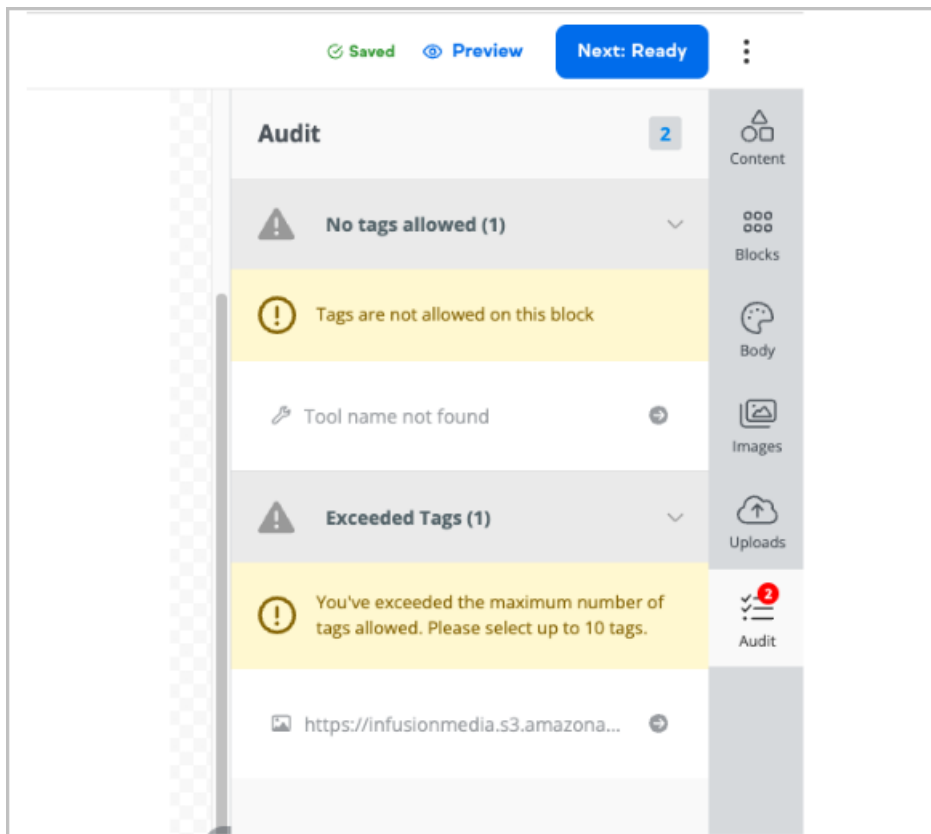 Saved
Preview
Next: Ready
Audit
2
Content
No tags allowed (1)
Blocks
Tags are not allowed on this block
Body
Tool name not found
Images
Exceeded Tags (1)
Uploads
You've exceeded the maximum number of
tags allowed. Please select up to 10 tags.
2
Audit
https://infusionmedia.s3.amazona...